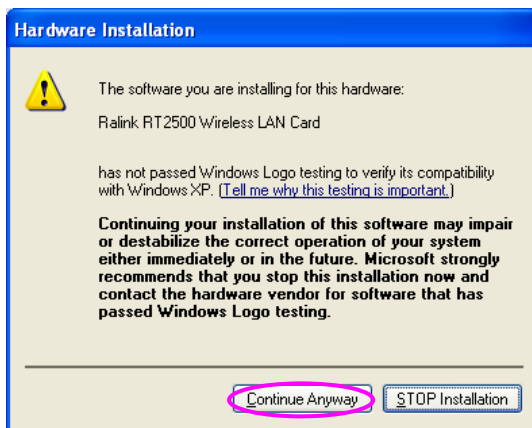 Hardware Installation
The software you are installing for this hardware:
Ralink RT2500 Wireless LAN Card
has not passed Windows Logo testing to verify its compatibility
with Windows XP. (Tell me why this testing is important.)
Continuing your installation of this software may impair
or destabilize the correct operation of your system
either immediately or in the future. Microsoft strongly
recommends that you stop this installation now and
contact the hardware vendor for software that has
passed Windows Logo testing.
Continue Anyway
STOP Installation